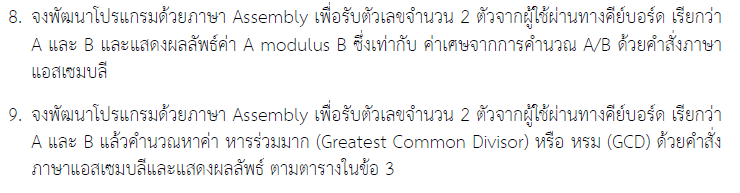 8. จงพัฒนาโปรแกรมด้วยภาษา Assembly เพื่อรับตัวเลขจำนวน 2 ตัวจากผู้ใช้ผ่านทางคีย์บอร์ด เรียกว่า
A และ B และแสดงผลลัพธ์ค่า A modulus B ซึ่งเท่ากับ ค่าเศษจากการคำนวณ A/B ด้วยคำสั่งภาษา
แอสเซมบลี
9. จงพัฒนาโปรแกรมด้วยภาษา Assembly เพื่อรับตัวเลขจำนวน 2 ตัวจากผู้ใช้ผ่านทางคีย์บอร์ด เรียกว่า
A และ B แล้วคำนวณหาค่า หารร่วมมาก (Greatest Common Divisor) หรือ หรม (GCD) ด้วยคำสั่ง
ภาษาแอสเซมบลีและแสดงผลลัพธ์ ตามตารางในข้อ 3